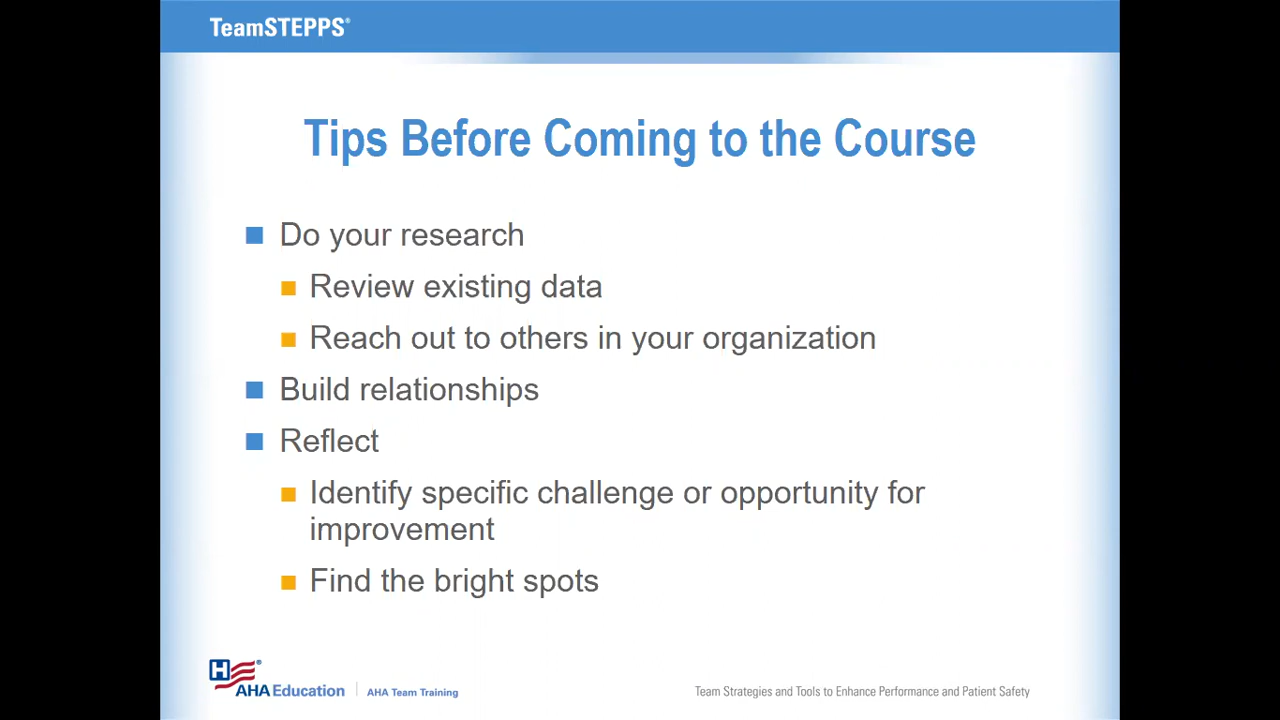 TeamSTEPPS®
Tips Before Coming to the Course
Do your research
Review existing data
Reach out to others in your organization
Build relationships
Reflect
Identify specific challenge or opportunity for
improvement
Find the bright spots
H®
AHA Education | AHA Team Training
Team Strategies and Tools to Enhance Performance and Patient Safety